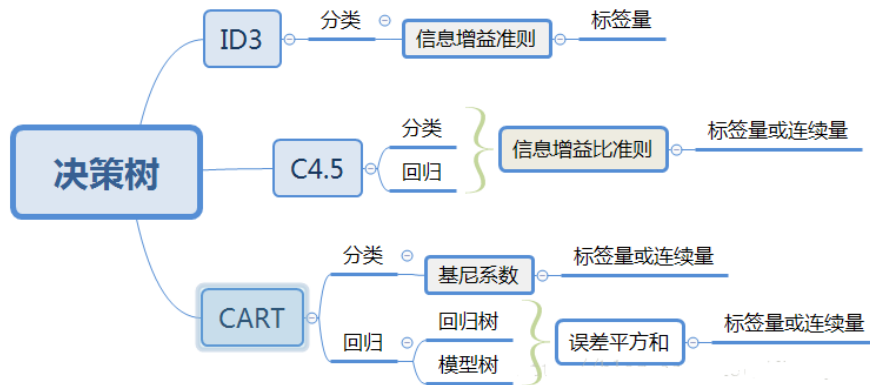 决策树
ID3
分类
信息增益准则
标签量
C4.5
分类
回归
信息增益比准则
标签量或连续量
CART
分类
基尼系数
标签量或连续量
回归
回归树
模型树
误差平方和
标签量或连续量